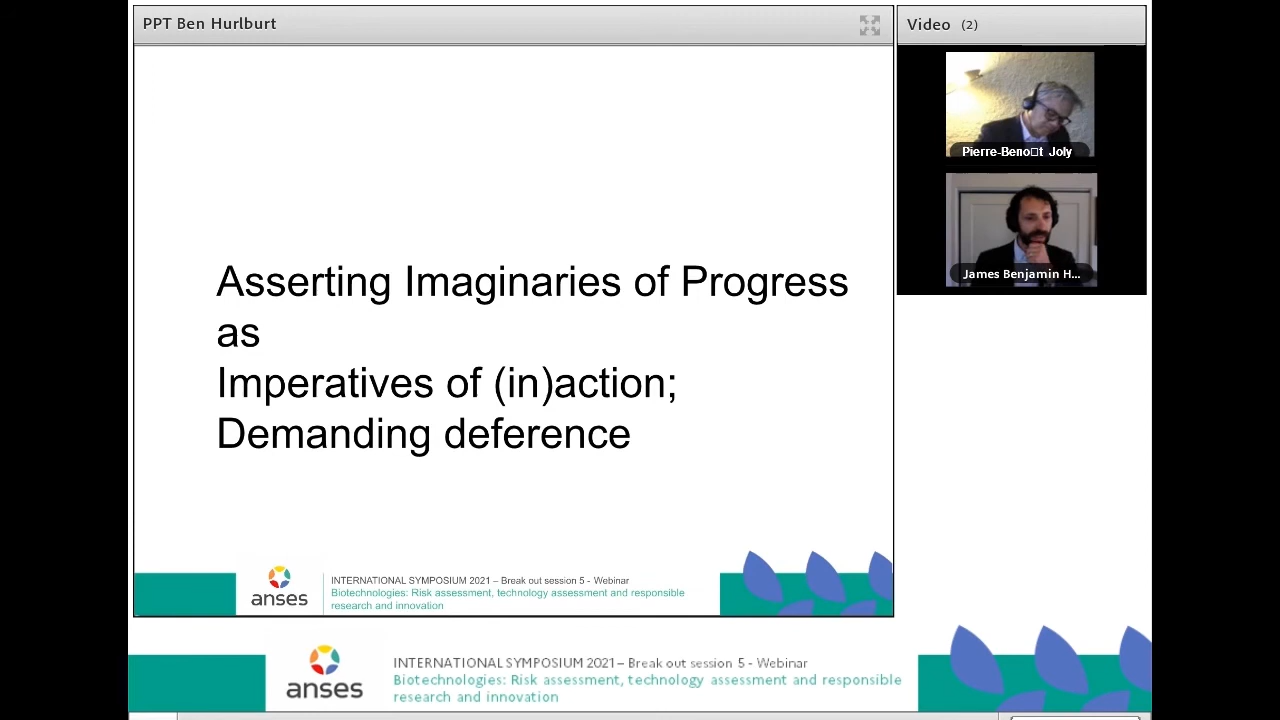 PPT Ben Hurlburt
Video (2)
Pierre-Beno□t Joly
James Benjamin H...
Asserting Imaginaries of Progress
as
Imperatives of (in)action;
Demanding deference
anses
INTERNATIONAL SYMPOSIUM 2021 – Break out session 5 - Webinar
Biotechnologies: Risk assessment, technology assessment and responsible
research and innovation
anses
INTERNATIONAL SYMPOSIUM 2021 – Break out session 5 - Webinar
Biotechnologies: Risk assessment, technology assessment and responsible
research and innovation